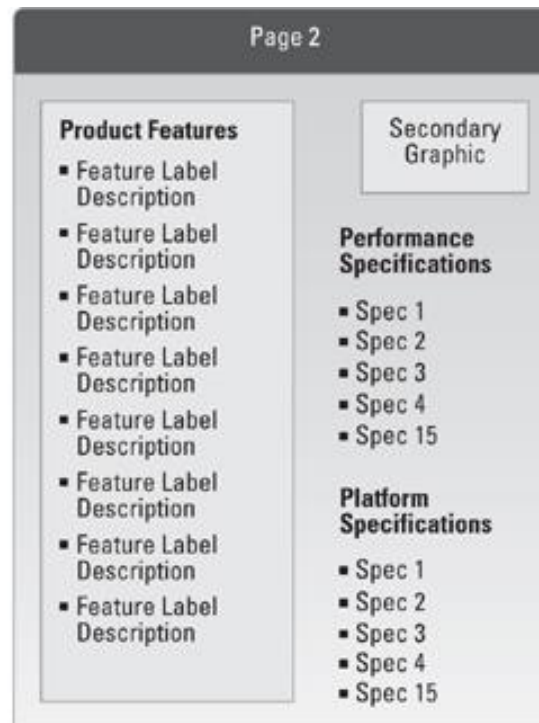 Page 2
Product Features
▪ Feature Label
Description
▪ Feature Label
Description
▪ Feature Label
Description
▪ Feature Label
Description
▪ Feature Label
Description
▪ Feature Label
Description
▪ Feature Label
Description
▪ Feature Label
Description
Secondary
Graphic
Performance
Specifications
▪ Spec 1
▪ Spec 2
▪ Spec 3
▪ Spec 4
▪ Spec 15
Platform
Specifications
▪ Spec 1
▪ Spec 2
▪ Spec 3
▪ Spec 4
▪ Spec 15